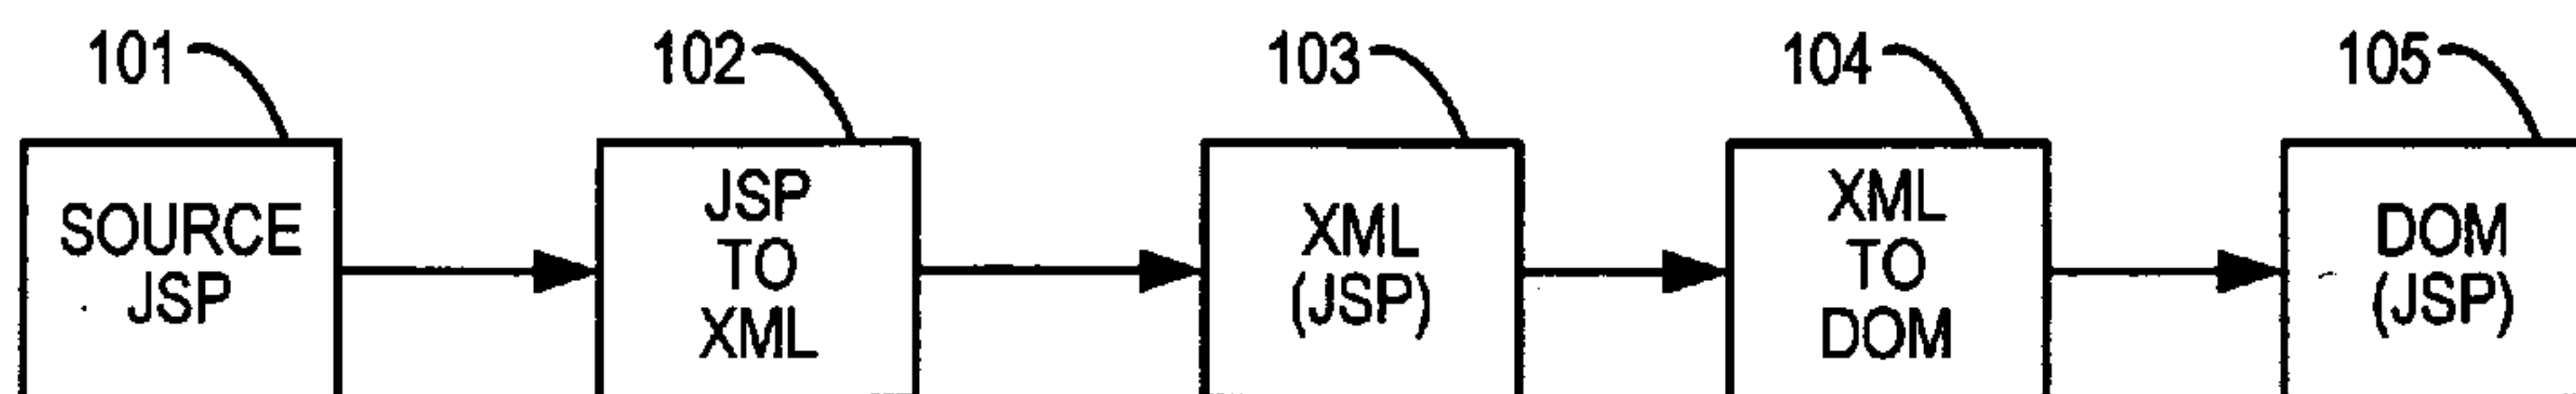 101
102
103
104
105
SOURCE
JSP
JSP
TO
XML
XML
(JSP)
XML
TO
DOM
DOM
(JSP)